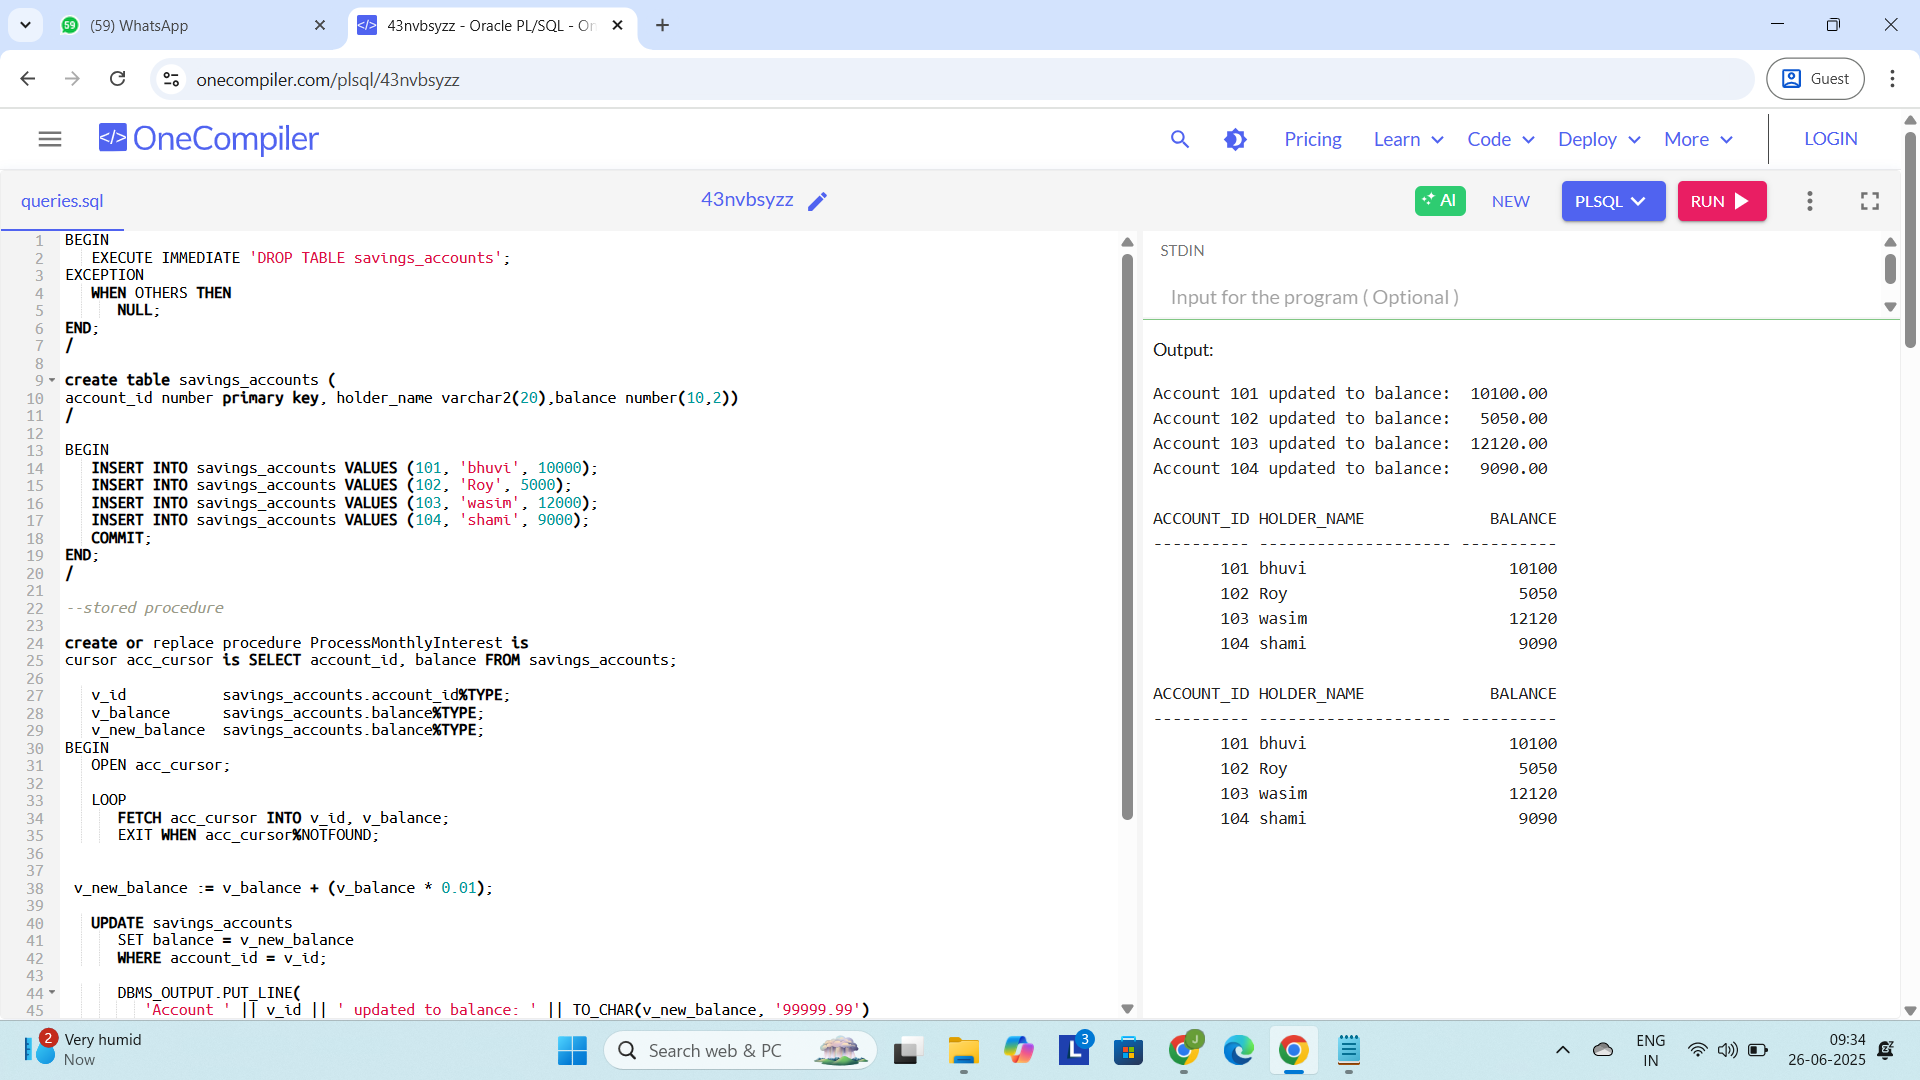 (59) WhatsApp
43nvbsyzz - Oracle PL/SQL - On
onecompiler.com/plsql/43nvbsyzz
Guest
OneCompiler
Pricing
Learn
Code
Deploy
More
LOGIN
queries.sql
43nvbsyzz
AI
NEW
PLSQL
RUN
1 BEGIN
2 EXECUTE IMMEDIATE 'DROP TABLE savings_accounts';
3 EXCEPTION
4 WHEN OTHERS THEN
5 NULL;
6 END;
7 /
8
9 create table savings_accounts (
10 account_id number primary key, holder_name varchar2(20),balance number(10,2))
11 /
12
13 BEGIN
14 INSERT INTO savings_accounts VALUES (101, 'bhuvi', 10000);
15 INSERT INTO savings_accounts VALUES (102, 'Roy', 5000);
16 INSERT INTO savings_accounts VALUES (103, 'wasim', 12000);
17 INSERT INTO savings_accounts VALUES (104, 'shami', 9000);
18 COMMIT;
19 END;
20 /
21
22 --stored procedure
23
24 create or replace procedure ProcessMonthlyInterest is
25 cursor acc_cursor is SELECT account_id, balance FROM savings_accounts;
26
27 v_id savings_accounts.account_id%TYPE;
28 v_balance savings_accounts.balance%TYPE;
29 v_new_balance savings_accounts.balance%TYPE;
30 BEGIN
31 OPEN acc_cursor;
32
33 LOOP
34 FETCH acc_cursor INTO v_id, v_balance;
35 EXIT WHEN acc_cursor%NOTFOUND;
36
37
38 v_new_balance := v_balance + (v_balance * 0.01);
39
40 UPDATE savings_accounts
41 SET balance = v_new_balance
42 WHERE account_id = v_id;
43
44 DBMS_OUTPUT.PUT_LINE(
45 'Account ' || v_id || ' updated to balance: ' || TO_CHAR(v_new_balance, '99999.99')
STDIN
Input for the program ( Optional )
Output:
Account 101 updated to balance:  10100.00
Account 102 updated to balance:   5050.00
Account 103 updated to balance:  12120.00
Account 104 updated to balance:   9090.00
ACCOUNT_ID HOLDER_NAME             BALANCE
---------- -------------------- ----------
101 bhuvi 10100
102 Roy 5050
103 wasim 12120
104 shami 9090
ACCOUNT_ID HOLDER_NAME             BALANCE
---------- -------------------- ----------
101 bhuvi 10100
102 Roy 5050
103 wasim 12120
104 shami 9090
2
Very humid
Now
Search web & PC
L
3
J
ENG
IN
09:34
26-06-2025